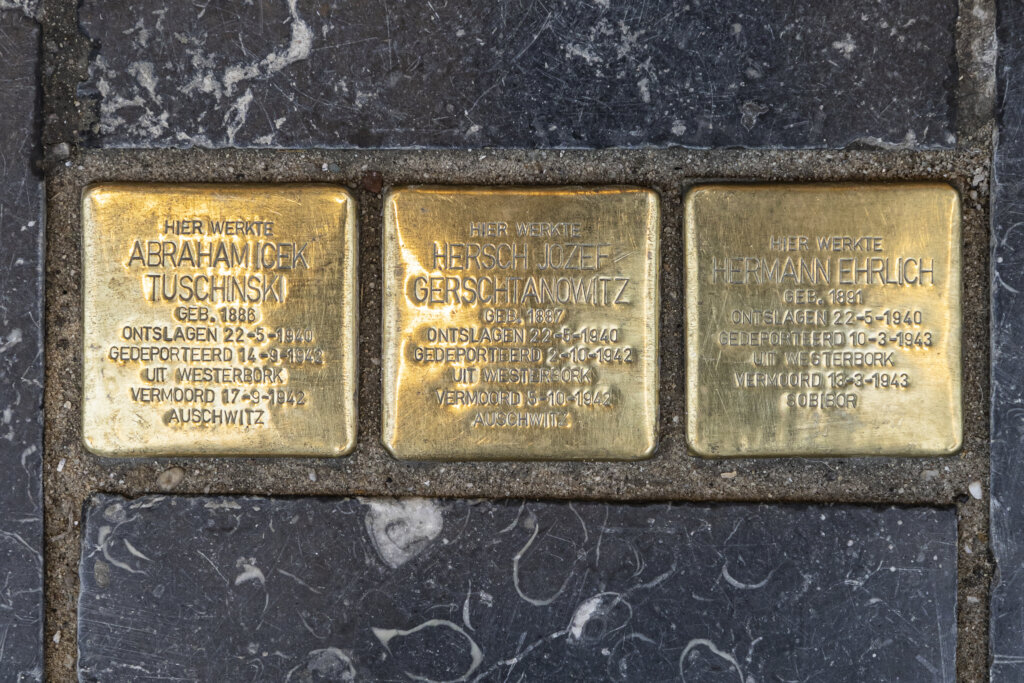 HIER WERKTE
ABRAHAM ICEK
TUSCHINSKI
GEB. 1886
ONTSLAGEN 22-5-1940
GEDEPORTEERD 14-9-1942
UIT WESTERBORK
VERMOORD 17-9-1942
AUSCHWITZ
HIER WERKTE
HERSCH JOZEF
GERSCHTANOWITZ
GEB. 1887
ONTSLAGEN 22-5-1940
GEDEPORTEERD 2-10-1942
UIT WESTERBORK
VERMOORD 5-10-1942
AUSCHWITZ
HIER WERKTE
HERMANN EHRLICH
GEB. 1891
ONTSLAGEN 22-5-1940
GEDEPORTEERD 10-3-1943
UIT WESTERBORK
VERMOORD 13-3-1943
SOBIBOR